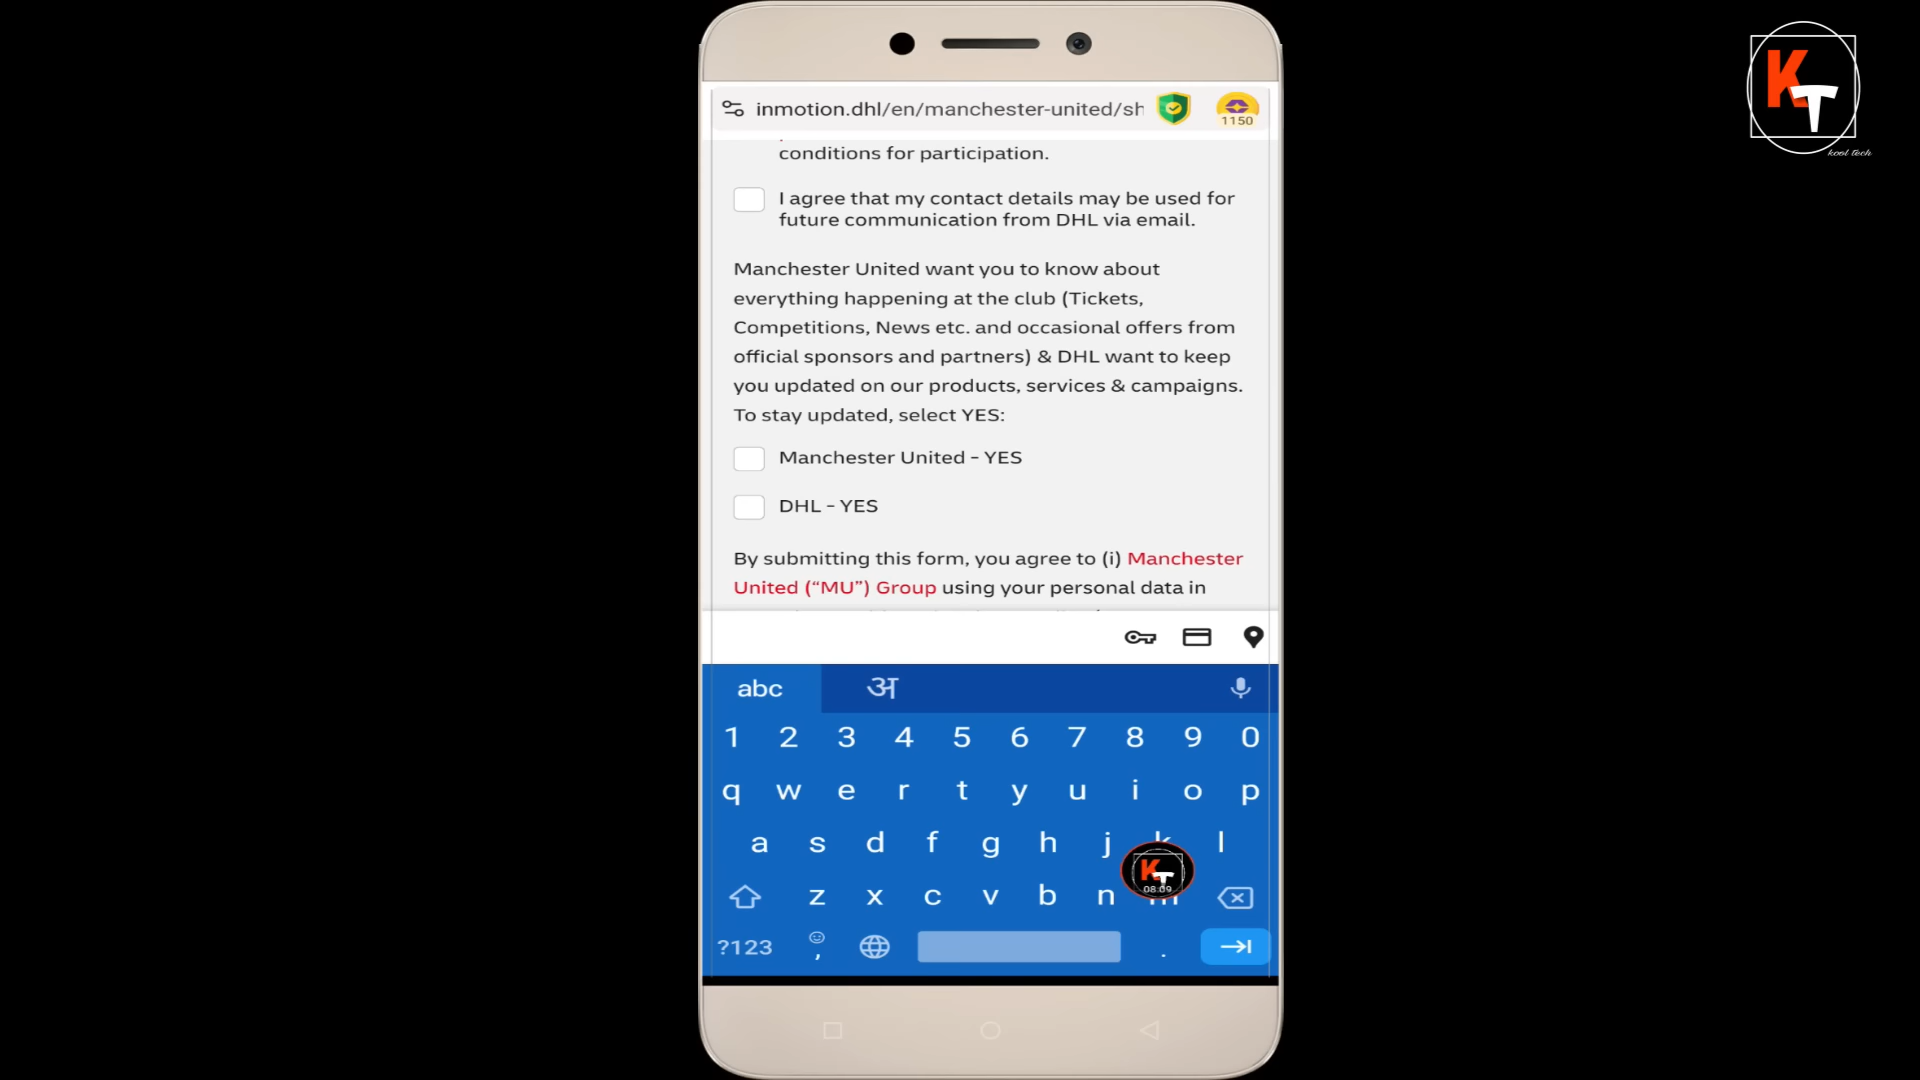 KT
kool tech
inmotion.dhl/en/manchester-united/sh
1150
conditions for participation.
I agree that my contact details may be used for
future communication from DHL via email.
Manchester United want you to know about
everything happening at the club (Tickets,
Competitions, News etc. and occasional offers from
official sponsors and partners) & DHL want to keep
you updated on our products, services & campaigns.
To stay updated, select YES:
Manchester United - YES
DHL - YES
By submitting this form, you agree to (i) Manchester
United (“MU”) Group using your personal data in
abc अ
1 2 3 4 5 6 7 8 9 0
q w e r t y u i o p
a s d f g h j k l
KT
08:09
z x c v b n m
?123 , .